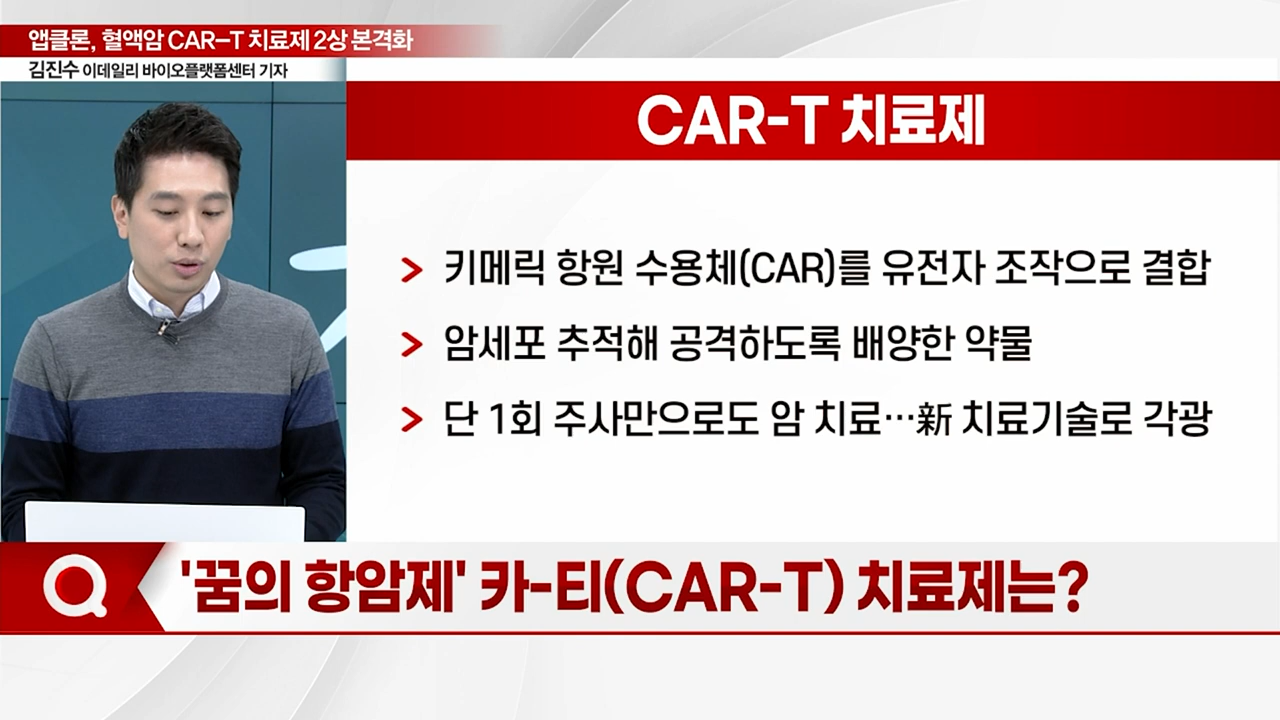 앱클론, 혈액암 CAR-T 치료제 2상 본격화
김진수 이데일리 바이오플랫폼센터 기자
CAR-T 치료제
키메릭 항원 수용체(CAR)를 유전자 조작으로 결합
암세포 추적해 공격하도록 배양한 약물
단 1회 주사만으로도 암 치료…新 치료기술로 각광
Q '꿈의 항암제' 카-티(CAR-T) 치료제는?